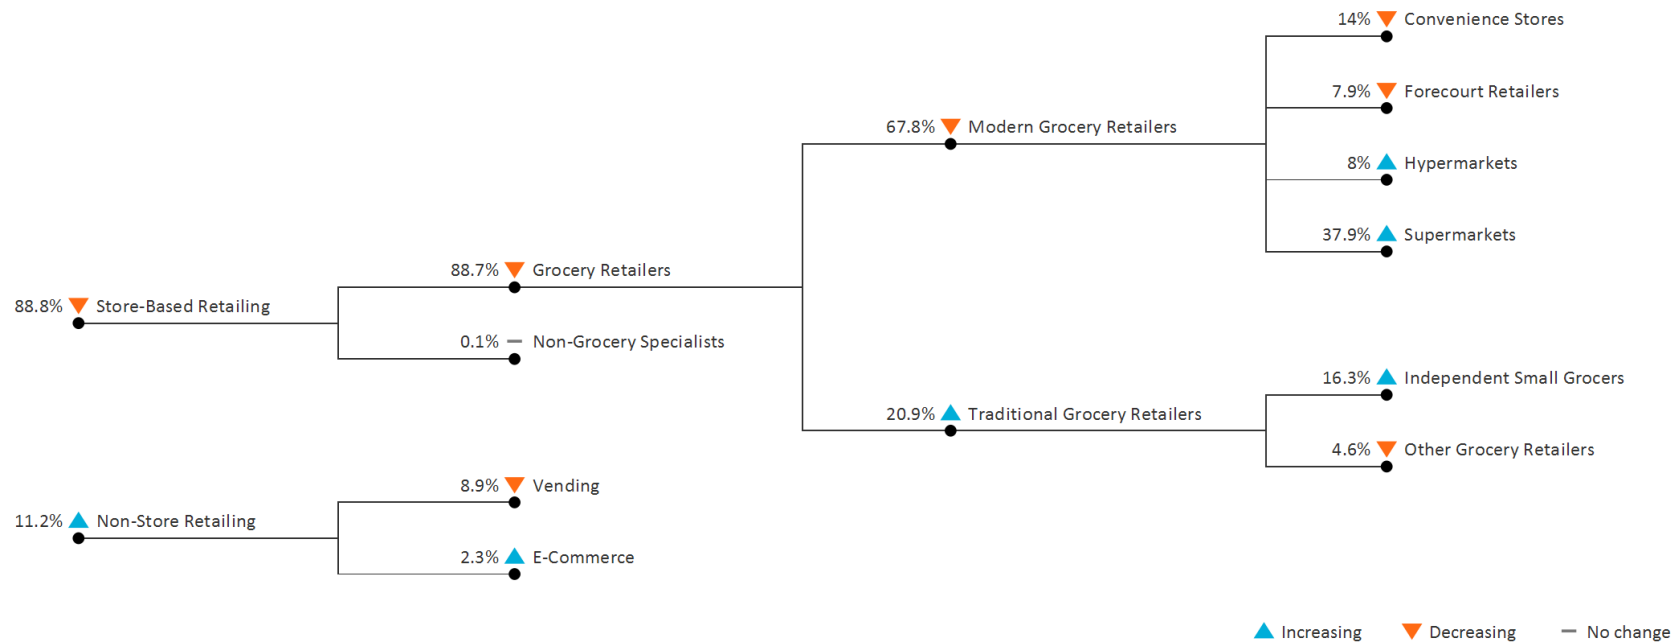 14% Convenience Stores
7.9% Forecourt Retailers
67.8% Modern Grocery Retailers
8% Hypermarkets
37.9% Supermarkets
88.7% Grocery Retailers
88.8% Store-Based Retailing
0.1% Non-Grocery Specialists
16.3% Independent Small Grocers
20.9% Traditional Grocery Retailers
4.6% Other Grocery Retailers
8.9% Vending
11.2% Non-Store Retailing
2.3% E-Commerce
Increasing Decreasing No change